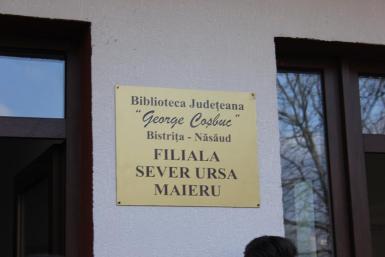 Biblioteca Județeana
"George Coșbuc"
Bistrița - Năsăud
FILIALA
SEVER URSA
MAIERU